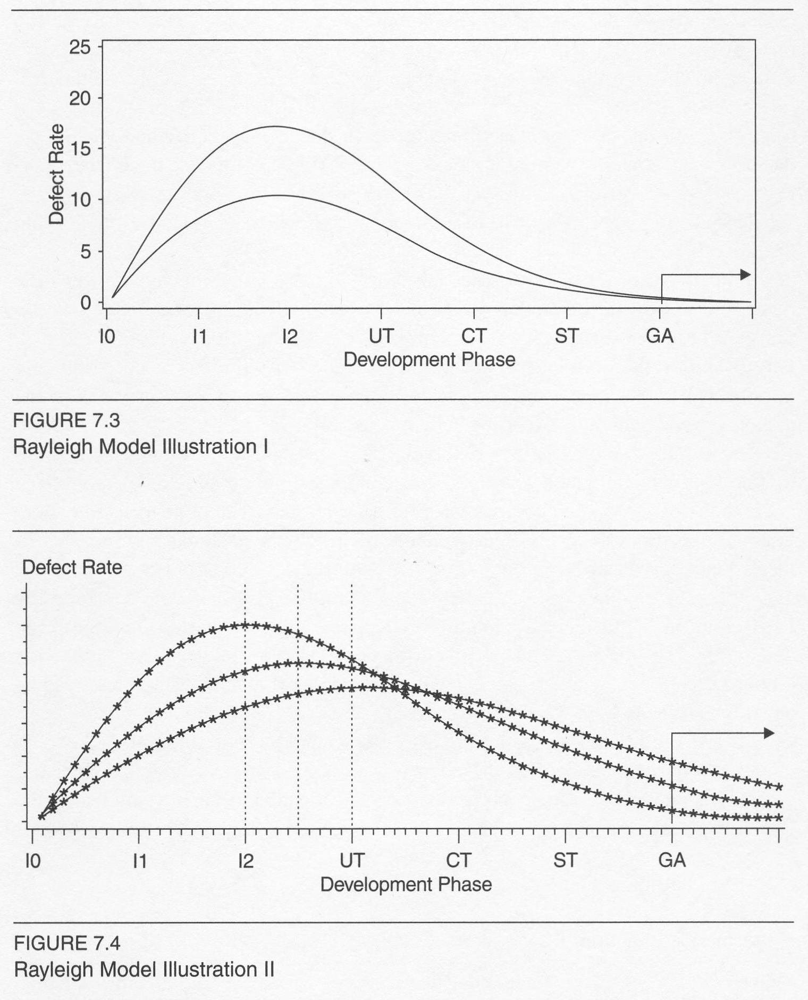 25
20
15
10
5
0
Defect Rate
I0 I1 I2 UT CT ST GA
Development Phase
FIGURE 7.3
Rayleigh Model Illustration I
Defect Rate
I0 I1 I2 UT CT ST GA
Development Phase
FIGURE 7.4
Rayleigh Model Illustration II